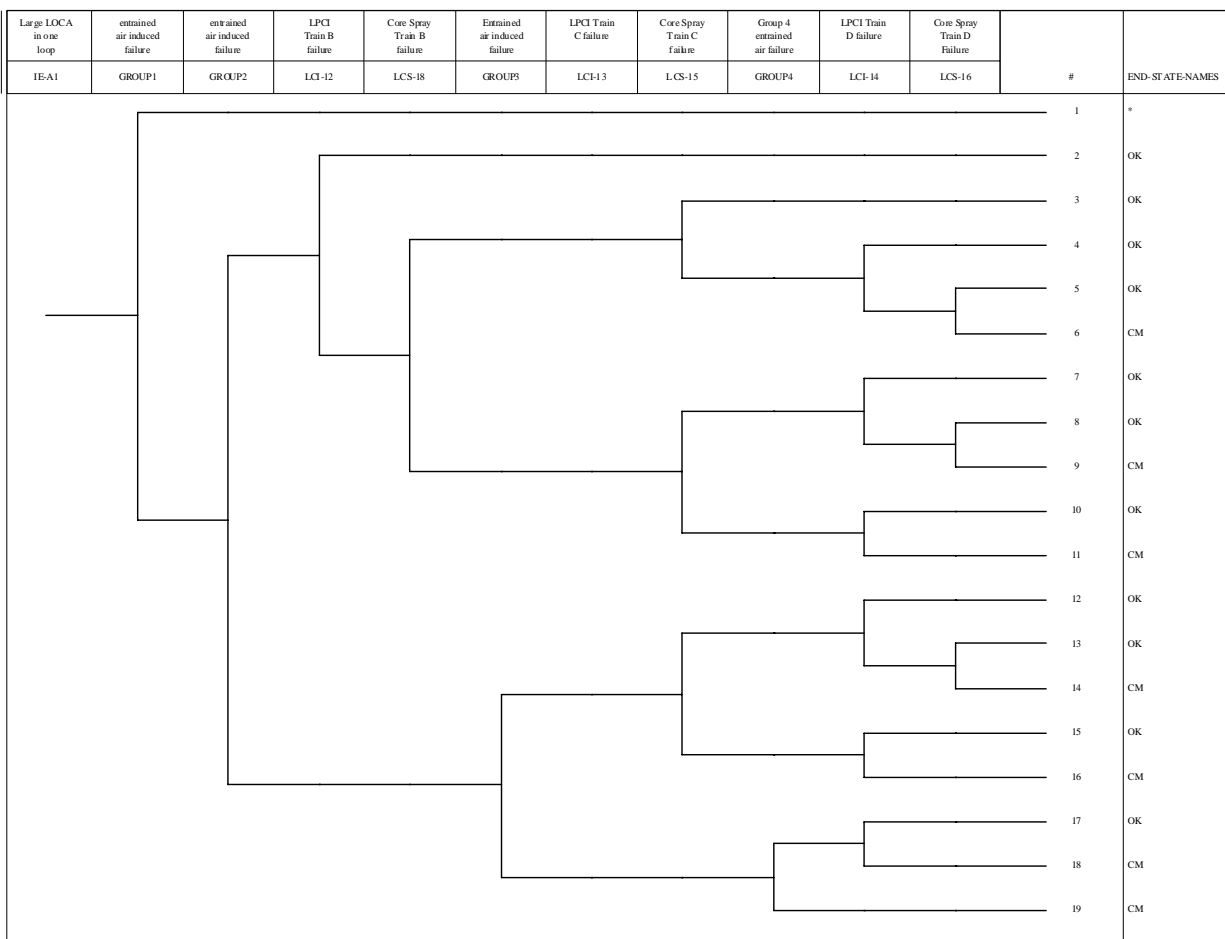 Large LOCA in one loop
entrained air induced failure
entrained air induced failure
LPCI Train B failure
Core Spray Train B failure
Entrained air induced failure
LPCI Train C failure
Core Spray Train C failure
Group 4 entrained air failure
LPCI Train D failure
Core Spray Train D Failure
IE-A1 GROUP1 GROUP2 LCI-12 LCS-18 GROUP3 LCI-13 LCS-15 GROUP4 LCI-14 LCS-16 # END-STATE-NAMES
1 *
2 OK
3 OK
4 OK
5 OK
6 CM
7 OK
8 OK
9 CM
10 OK
11 CM
12 OK
13 OK
14 CM
15 OK
16 CM
17 OK
18 CM
19 CM